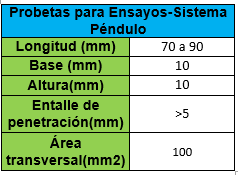 Probetas para Ensayos-Sistema
Péndulo
Longitud (mm) 70 a 90
Base (mm) 10
Altura(mm) 10
Entalle de
penetración(mm) >5
Área
transversal(mm2) 100